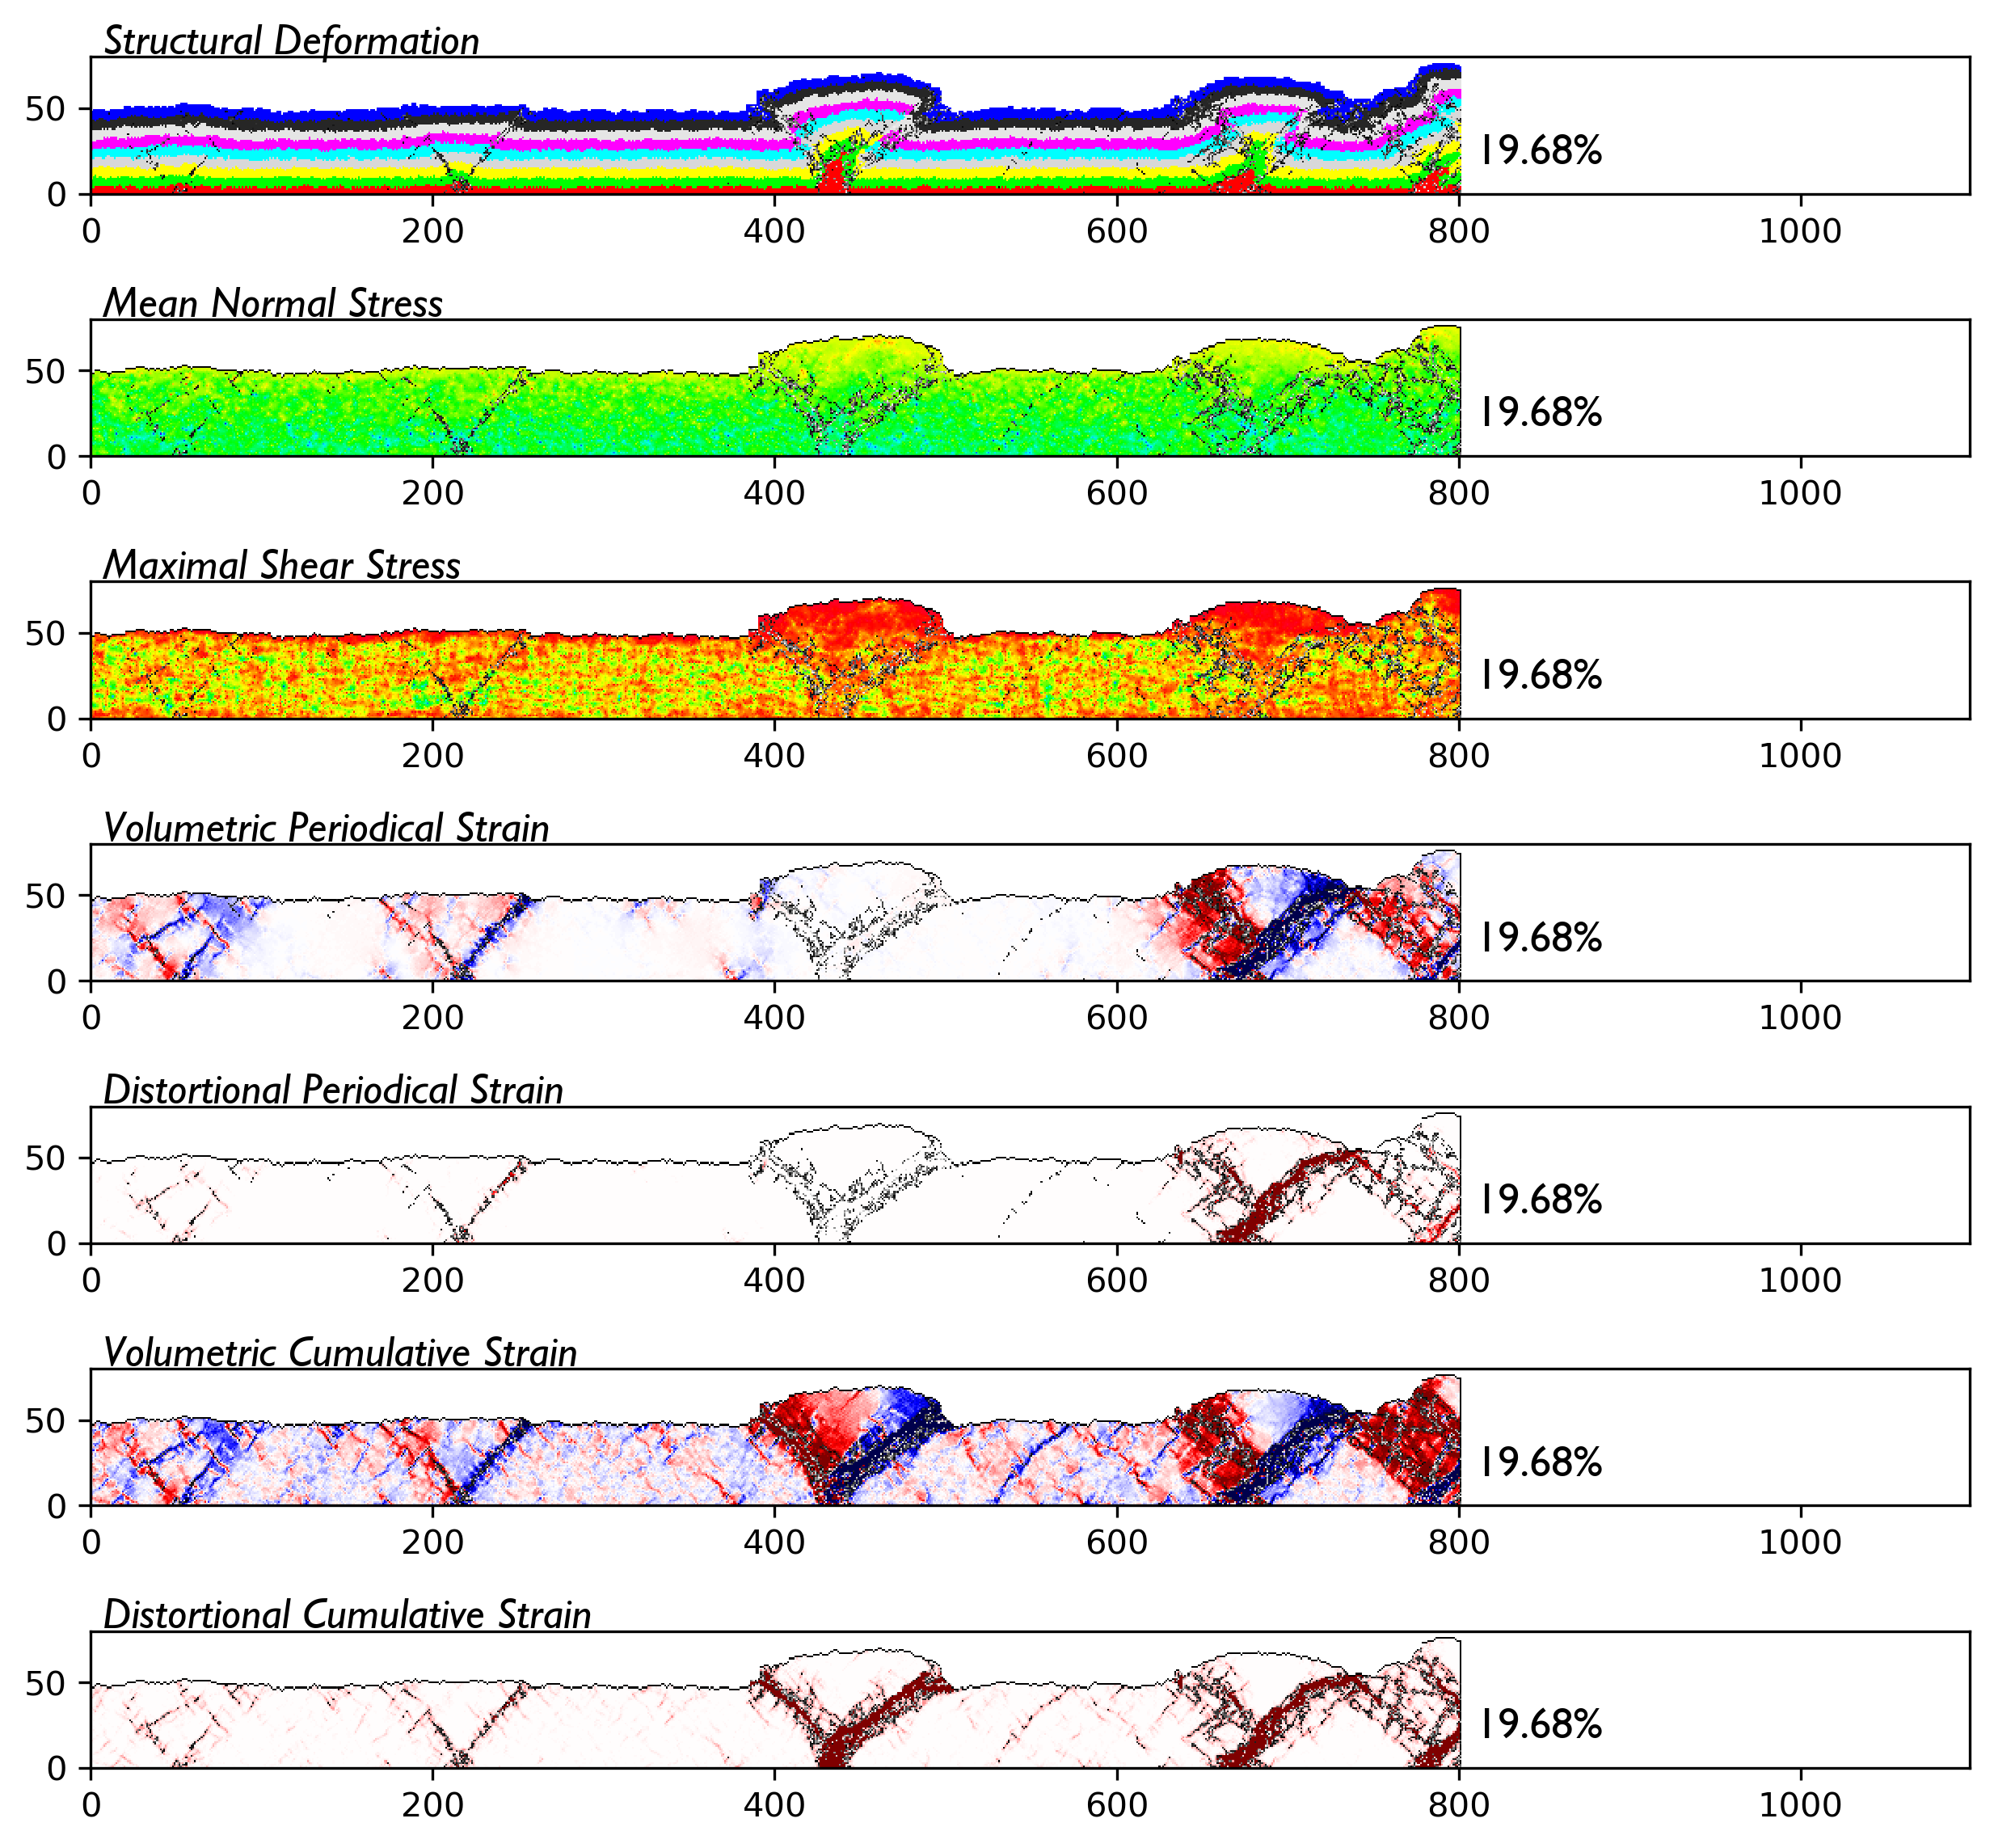 Structural Deformation
50
0
19.68%
0 200 400 600 800 1000
Mean Normal Stress
50
0
19.68%
0 200 400 600 800 1000
Maximal Shear Stress
50
0
19.68%
0 200 400 600 800 1000
Volumetric Periodical Strain
50
0
19.68%
0 200 400 600 800 1000
Distortional Periodical Strain
50
0
19.68%
0 200 400 600 800 1000
Volumetric Cumulative Strain
50
0
19.68%
0 200 400 600 800 1000
Distortional Cumulative Strain
50
0
19.68%
0 200 400 600 800 1000